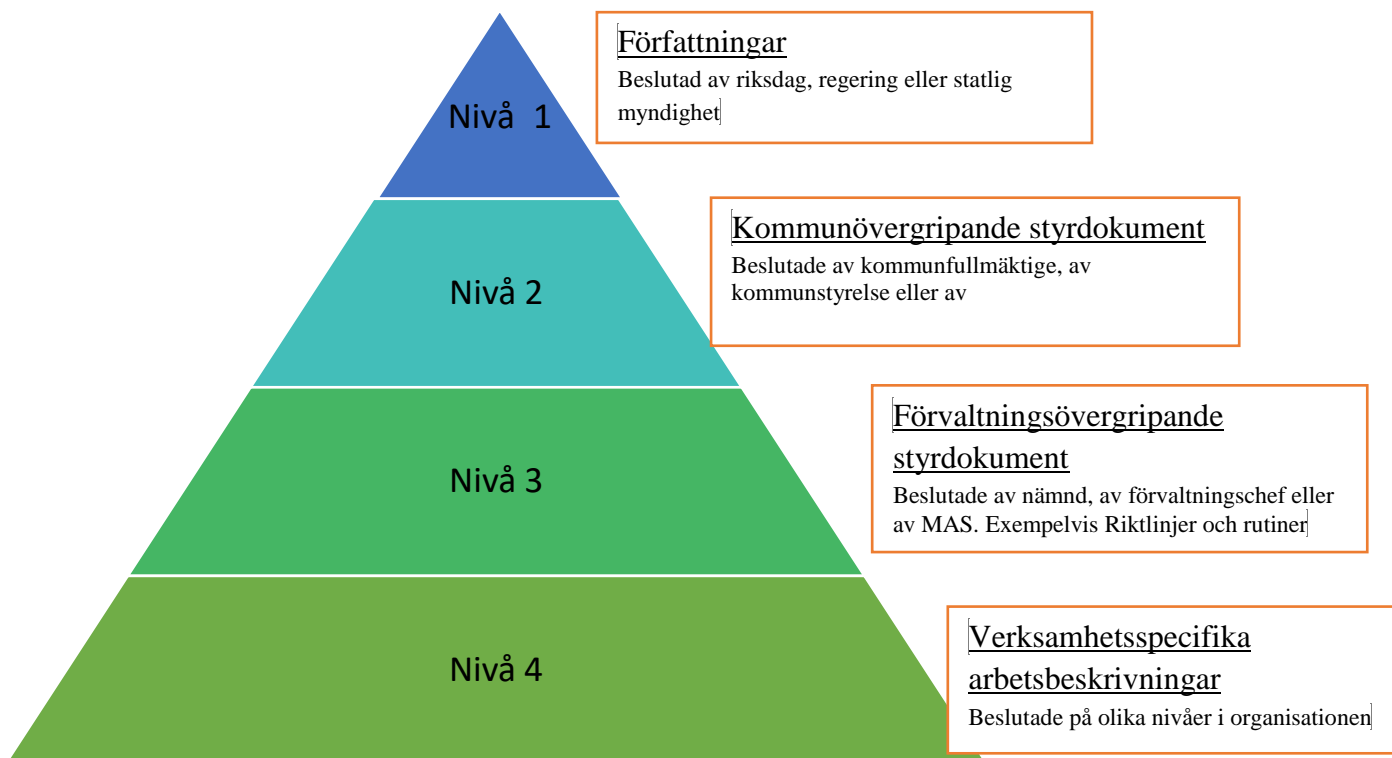 Nivå 1
Författningar
Beslutad av riksdag, regering eller statlig
myndighet
Nivå 2
Kommunövergripande styrdokument
Beslutade av kommunfullmäktige, av
kommunstyrelse eller av
Nivå 3
Förvaltningsövergripande
styrdokument
Beslutade av nämnd, av förvaltningschef eller
av MAS. Exempelvis Riktlinjer och rutiner
Nivå 4
Verksamhetsspecifika
arbetsbeskrivningar
Beslutade på olika nivåer i organisationen